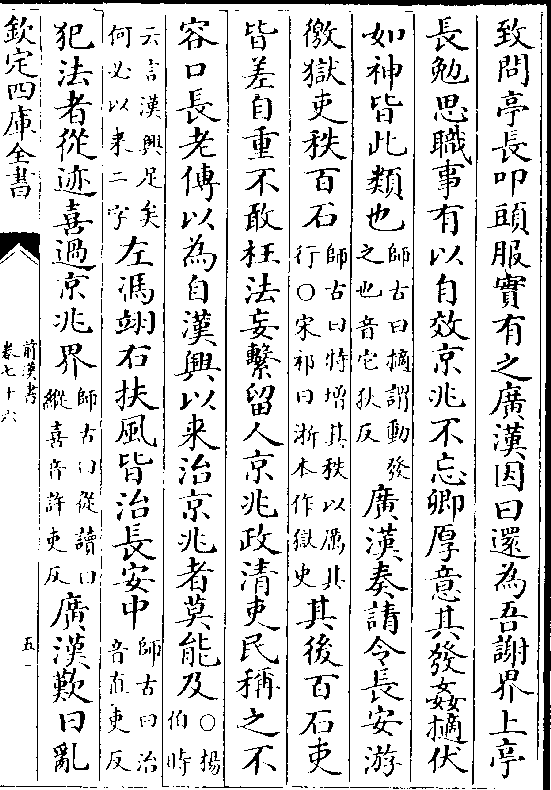 致問亭長叩頭服實有之廣漢因曰還為吾謝界上亭
長勉思職事有以自效京兆不忘卿厚意其發姦擿伏
如神皆此類也師古曰擿謂動發之也音它狄反廣漢奏請令長安游
徼獄吏秩百石師古曰特增其秩以厲其行○宋祁曰浙本作獄史其後百石吏
皆差自重不敢枉法妄繫留人京兆政清吏民稱之不
容口長老傳以為自漢興以来治京兆者莫能及○楊伯時
云言漢興足矣何必以来二字左馮翊右扶風皆治長安中師古曰治音直吏反
犯法者從迹喜過京兆界師古曰從讀曰縱喜音許吏反廣漢歎曰亂
欽定四庫全書
前漢書
卷七十六
五